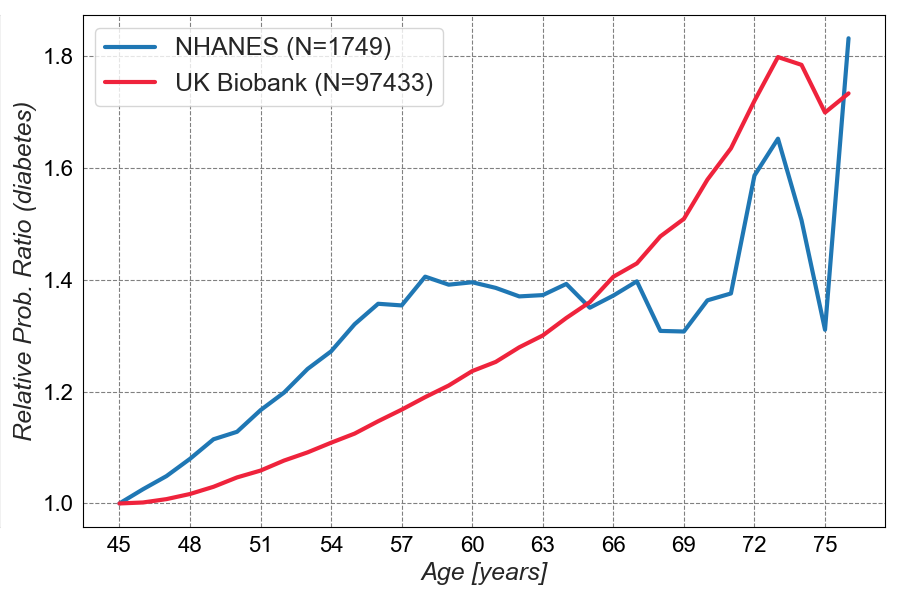 NHANES (N=1749)
UK Biobank (N=97433)
Relative Prob. Ratio (diabetes)
1.8
1.6
1.4
1.2
1.0
45 48 51 54 57 60 63 66 69 72 75
Age [years]